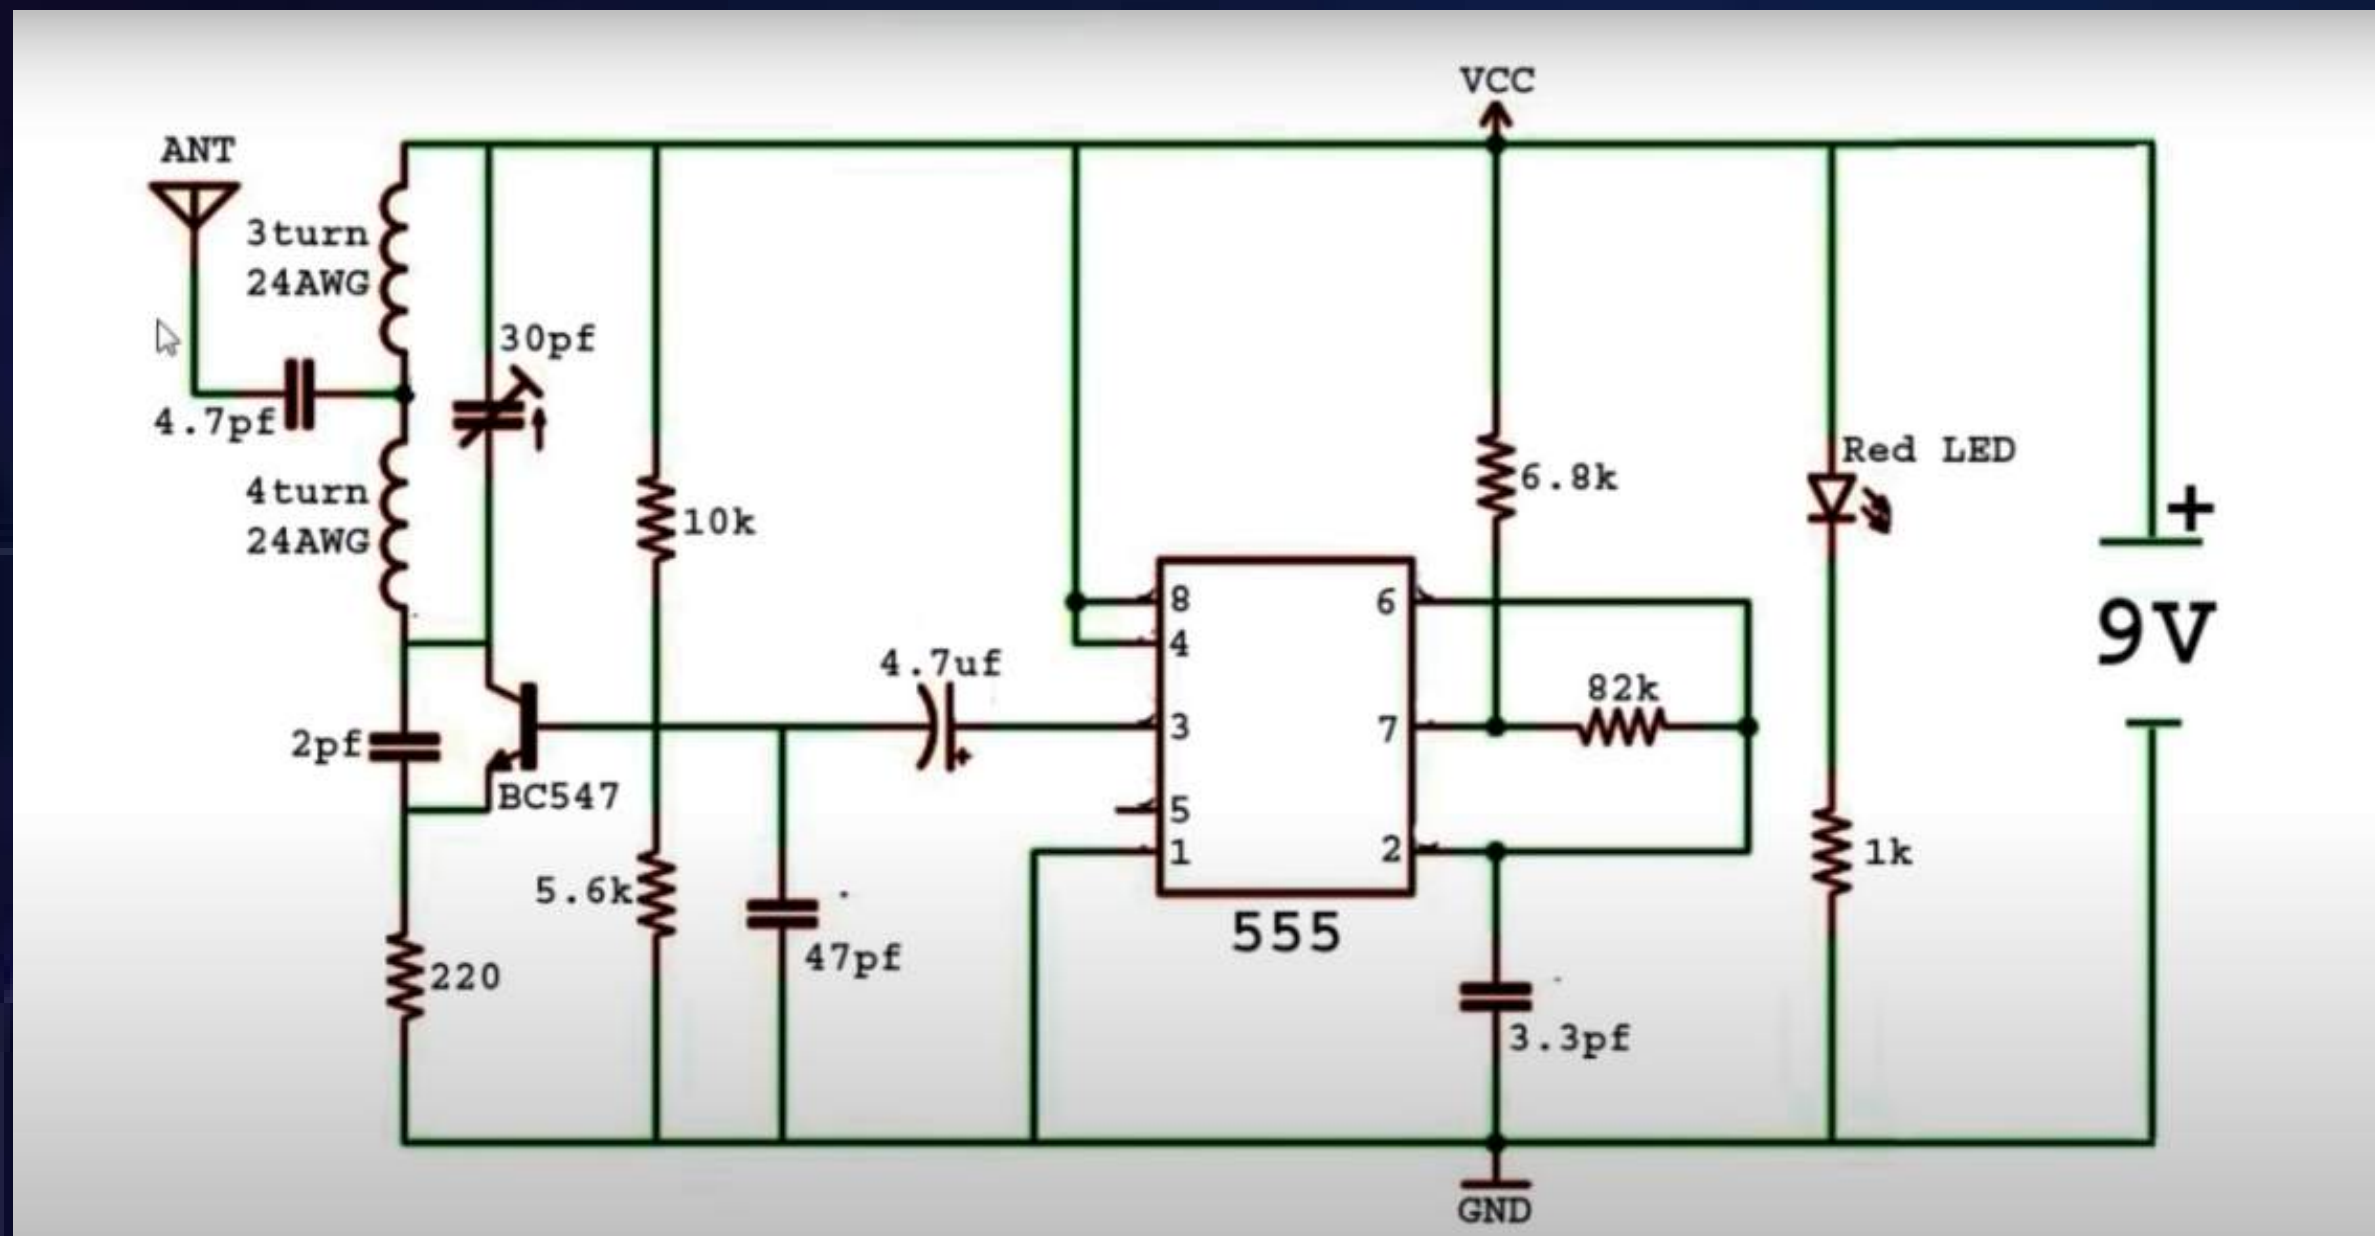 VCC
ANT
3turn
24AWG
30pf
4.7pf
Red LED
6.8k
+
4turn
24AWG
10k
8
6
9V
4
4.7uf
82k
3
7
+
2pf
BC547
5
1
2
1k
5.6k
555
47pf
220
3.3pf
GND